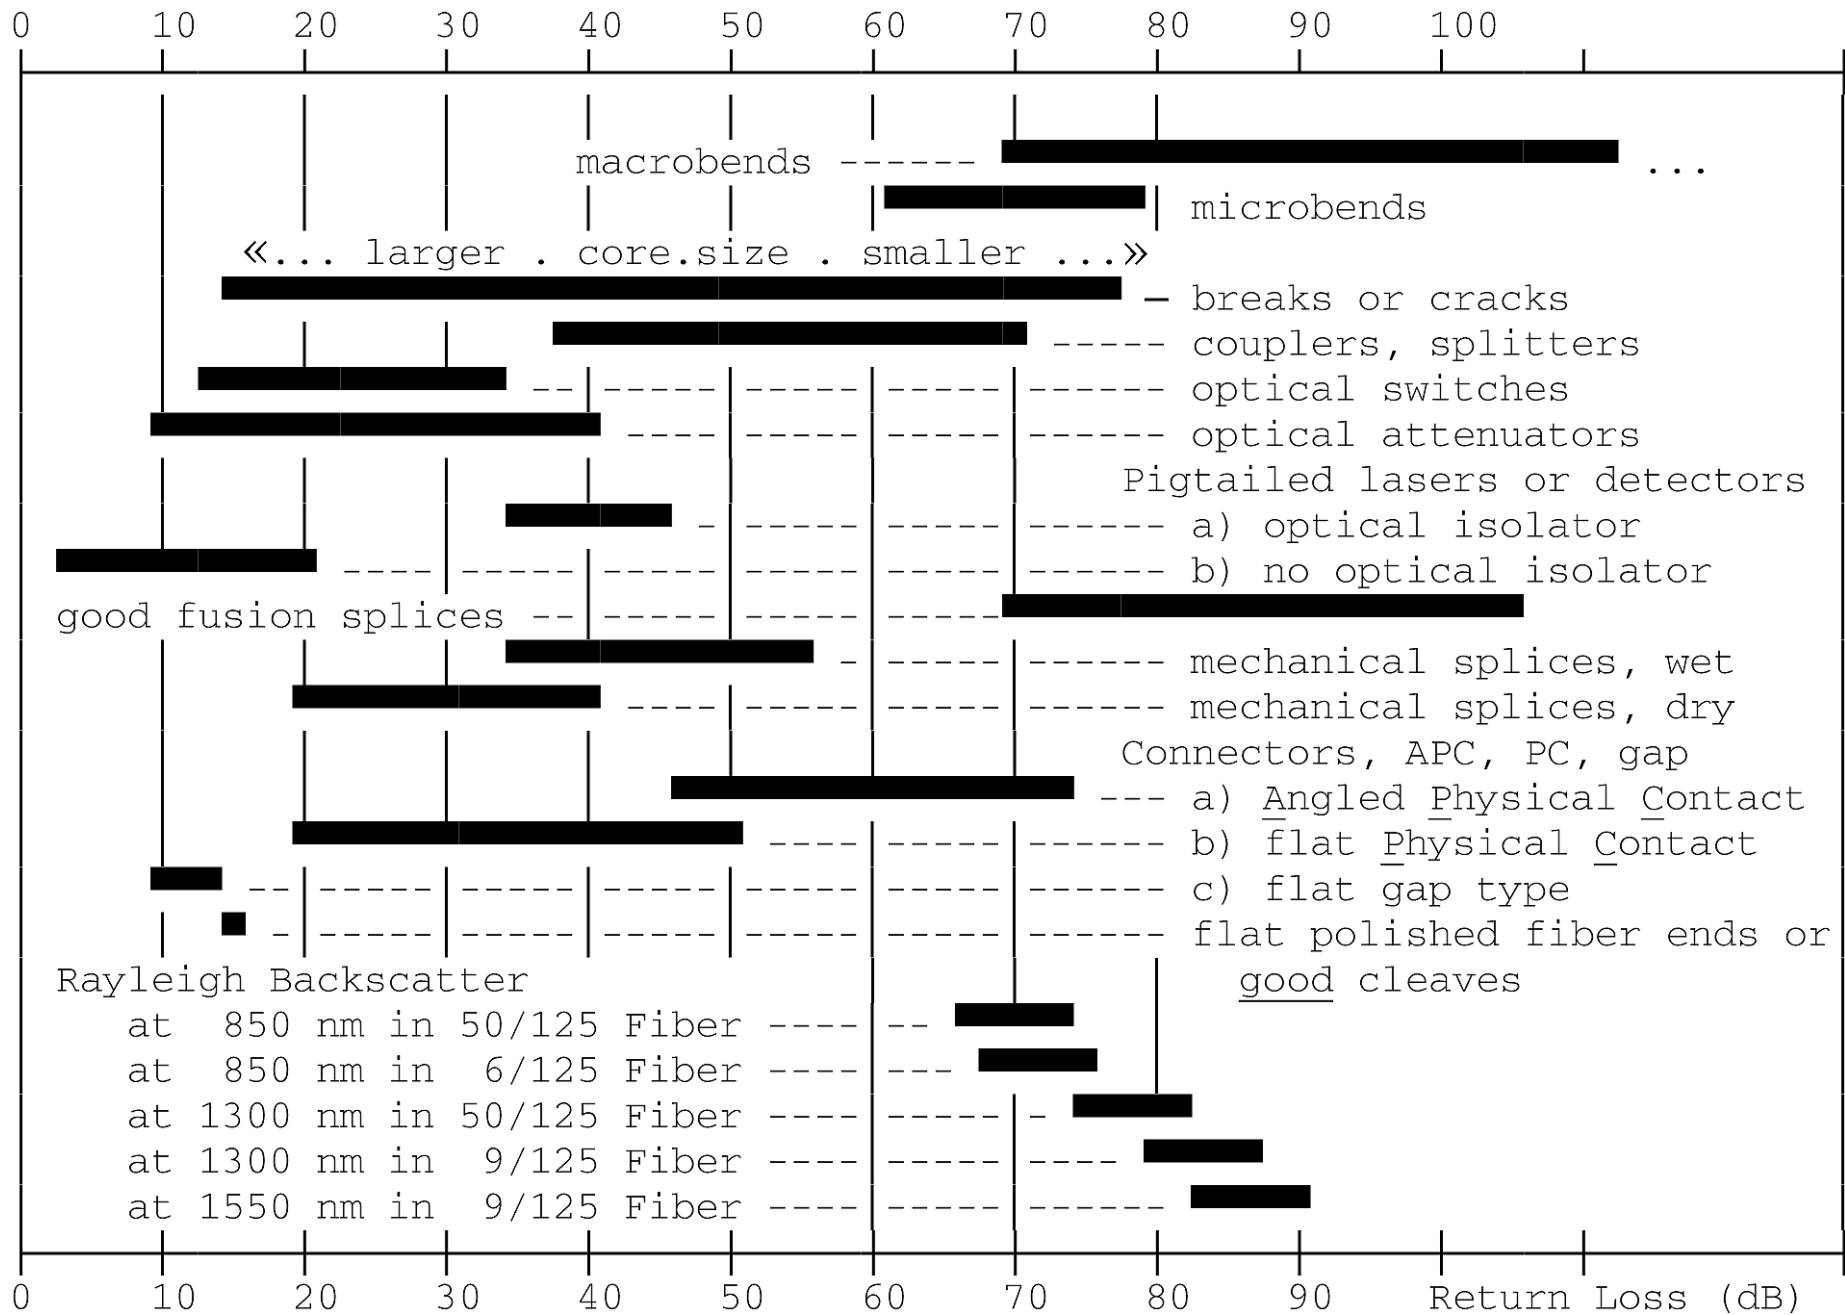 0 10 20 30 40 50 60 70 80 90 100
macrobends ------ ...
microbends
«... larger . core.size . smaller ...»
breaks or cracks
couplers, splitters
optical switches
optical attenuators
Pigtailed lasers or detectors
a) optical isolator
b) no optical isolator
good fusion splices
mechanical splices, wet
mechanical splices, dry
Connectors, APC, PC, gap
a) Angled Physical Contact
b) flat Physical Contact
c) flat gap type
flat polished fiber ends or
good cleaves
Rayleigh Backscatter
at 850 nm in 50/125 Fiber
at 850 nm in 6/125 Fiber
at 1300 nm in 50/125 Fiber
at 1300 nm in 9/125 Fiber
at 1550 nm in 9/125 Fiber
0 10 20 30 40 50 60 70 80 90 Return Loss (dB)